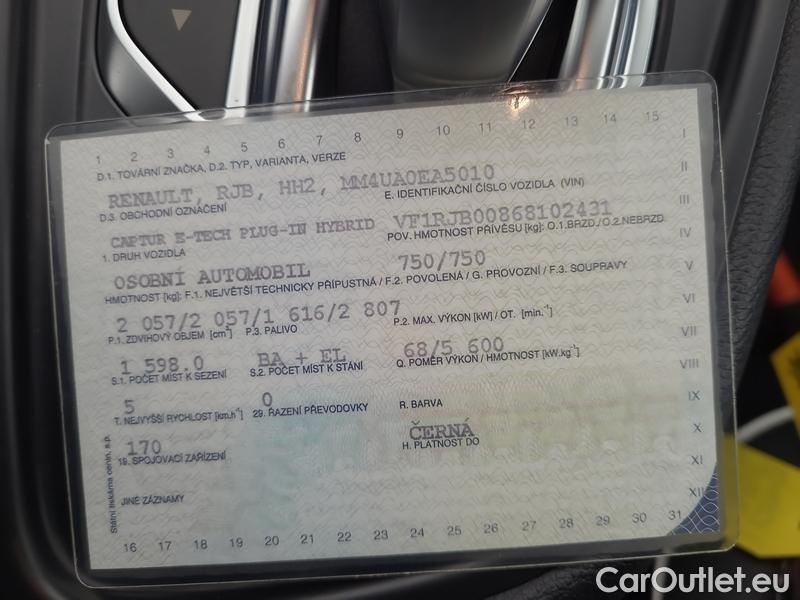 1 2 3 4 5 6 7 8 9 10 11 12 13 14 15 I
D.1. TOVÁRNÍ ZNAČKA, D.2. TYP, VARIANTA, VERZE
RENAULT, RJB, HH2, MM4UA0EA5010 II
D.3. OBCHODNÍ OZNAČENÍ E. IDENTIFIKAČNÍ ČÍSLO VOZIDLA (VIN)
CAPTUR E-TECH PLUG-IN HYBRID VF1RJB00868102431 III
1. DRUH VOZIDLA POV. HMOTNOST PŘÍVĚSU [kg]: O.1.BRZD./O.2.NEBRZD. IV
OSOBNÍ AUTOMOBIL 750/750
HMOTNOST [kg]: F.1. NEJVĚTŠÍ TECHNICKY PŘÍPUSTNÁ / F.2. POVOLENÁ / G. PROVOZNÍ / F.3. SOUPRAVY V
2 057/2 057/1 616/2 807 VI
P.1. ZDVIHOVÝ OBJEM [cm³] P.3. PALIVO P.2. MAX. VÝKON [kW] / OT. [min.⁻¹]
1 598.0 BA + EL 68/5 600 VII
S.1. POČET MÍST K SEZENÍ S.2. POČET MÍST K STÁNÍ Q. POMĚR VÝKON / HMOTNOST [kW.kg⁻¹] VIII
5 0
T. NEJVYŠŠÍ RYCHLOST [km.h⁻¹] 29. ŘAZENÍ PŘEVODOVKY R. BARVA IX
170 ČERNÁ X
19. SPOJOVACÍ ZAŘÍZENÍ H. PLATNOST DO
XI
JINÉ ZÁZNAMY XII
16 17 18 19 20 21 22 23 24 25 26 27 28 29 30 31
Státní tiskárna cenin, s.p.
CarOutlet.eu